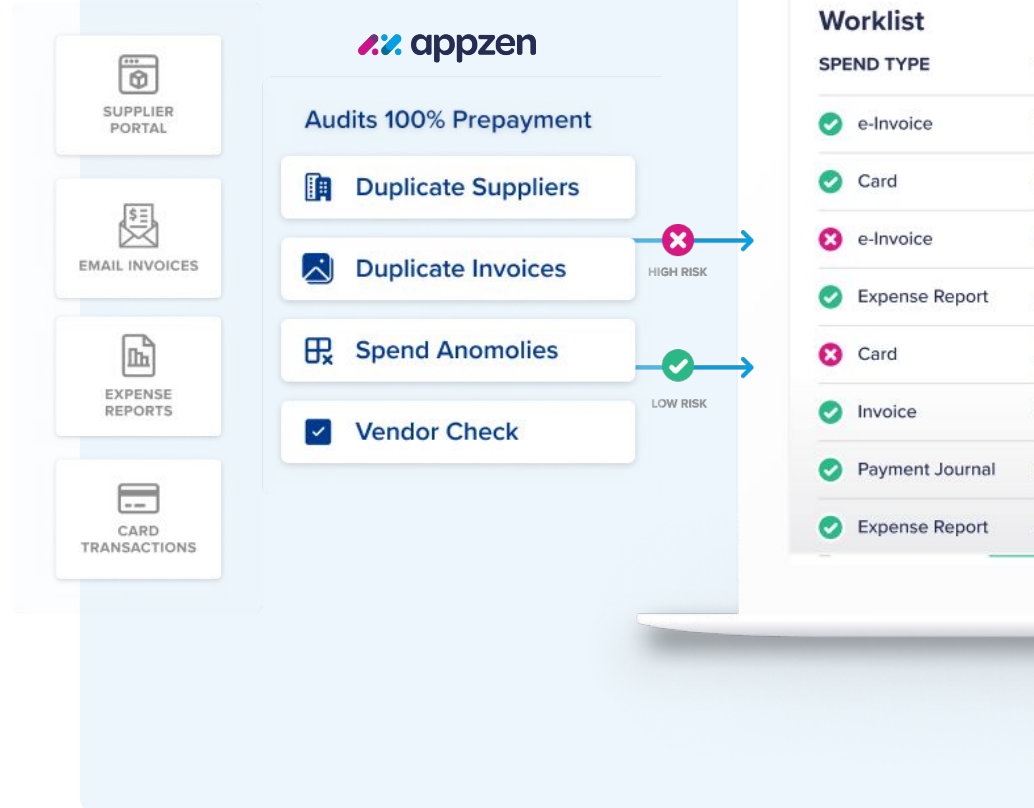 SUPPLIER
PORTAL
EMAIL INVOICES
EXPENSE
REPORTS
CARD
TRANSACTIONS
appzen
Audits 100% Prepayment
Duplicate Suppliers
Duplicate Invoices
Spend Anomolies
Vendor Check
HIGH RISK
LOW RISK
Worklist
SPEND TYPE
e-Invoice
Card
e-Invoice
Expense Report
Card
Invoice
Payment Journal
Expense Report